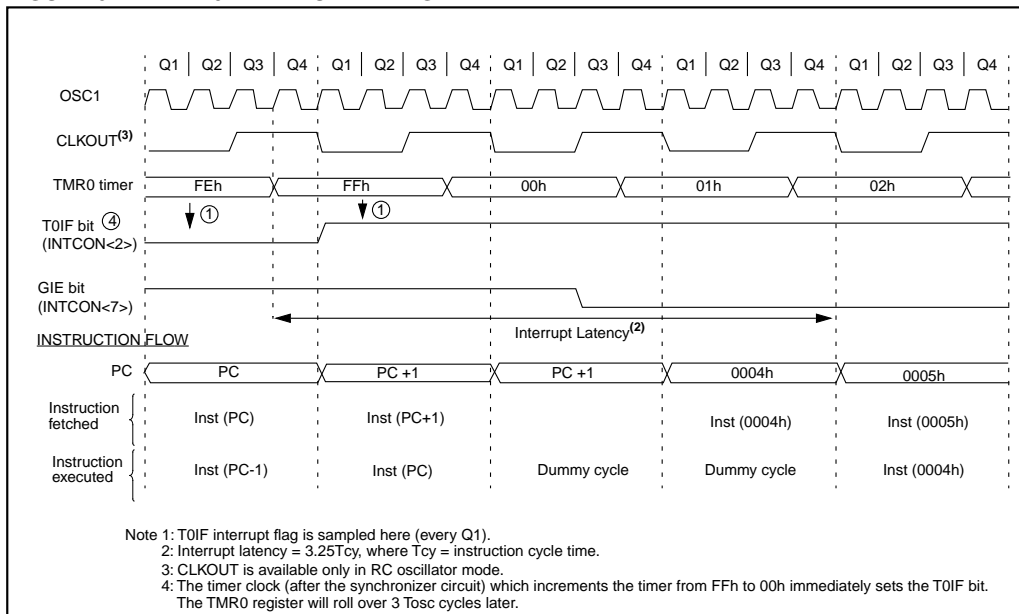 Q1 Q2 Q3 Q4 Q1 Q2 Q3 Q4 Q1 Q2 Q3 Q4 Q1 Q2 Q3 Q4 Q1 Q2 Q3 Q4
OSC1
CLKOUT(3)
TMR0 timer FEh FFh 00h 01h 02h
1 1
T0IF bit 4
(INTCON<2>)
GIE bit
(INTCON<7>)
Interrupt Latency(2)
INSTRUCTION FLOW
PC PC PC +1 PC +1 0004h 0005h
Instruction
fetched
Inst (PC) Inst (PC+1) Inst (0004h) Inst (0005h)
Instruction
executed
Inst (PC-1) Inst (PC) Dummy cycle Dummy cycle Inst (0004h)
Note 1: T0IF interrupt flag is sampled here (every Q1).
2: Interrupt latency = 3.25Tcy, where Tcy = instruction cycle time.
3: CLKOUT is available only in RC oscillator mode.
4: The timer clock (after the synchronizer circuit) which increments the timer from FFh to 00h immediately sets the T0IF bit.
The TMR0 register will roll over 3 Tosc cycles later.